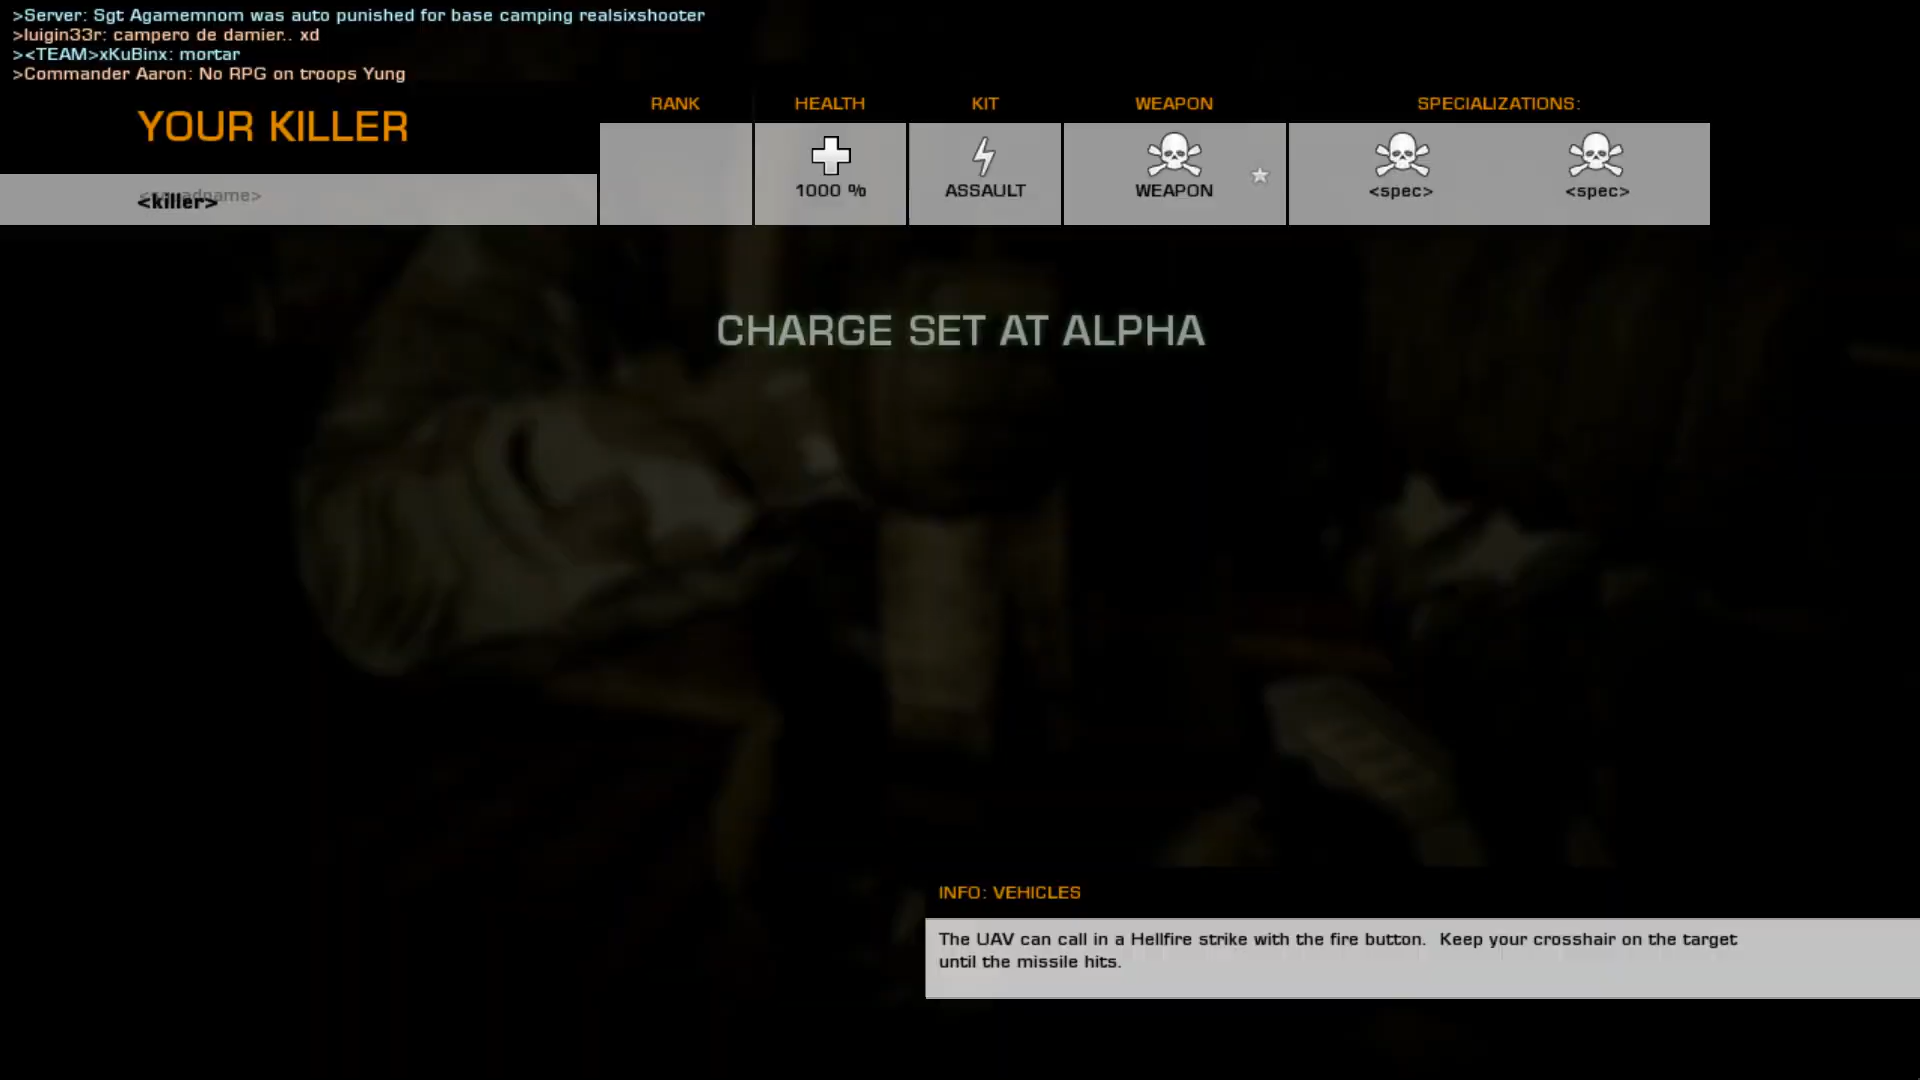 >Server: Sgt Agamemnom was auto punished for base camping realsixshooter
>luigin33r: campero de damier.. xd
><TEAM>xKuBinx: mortar
>Commander Aaron: No RPG on troops Yung
YOUR KILLER
<killer>
RANK
HEALTH
1000 %
KIT
ASSAULT
WEAPON
WEAPON
SPECIALIZATIONS:
<spec>
<spec>
CHARGE SET AT ALPHA
INFO: VEHICLES
The UAV can call in a Hellfire strike with the fire button. Keep your crosshair on the target
until the missile hits.